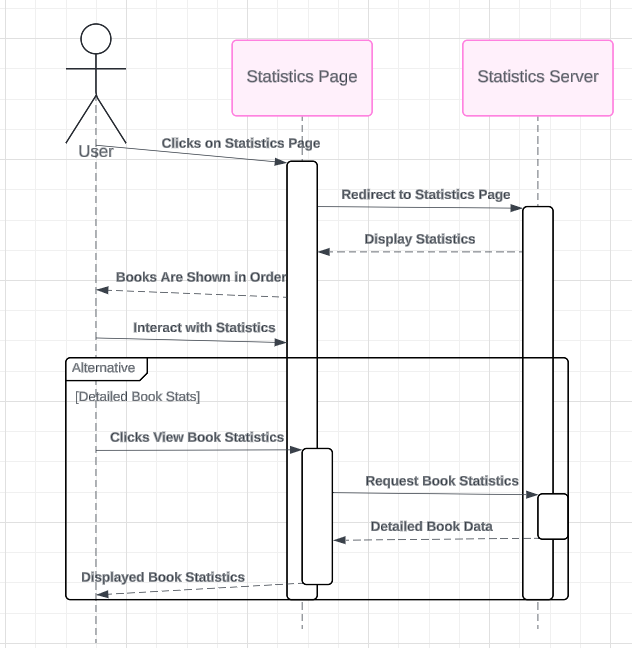 Statistics Page
Statistics Server
User
Clicks on Statistics Page
Redirect to Statistics Page
Display Statistics
Books Are Shown in Order
Interact with Statistics
Alternative
[Detailed Book Stats]
Clicks View Book Statistics
Request Book Statistics
Detailed Book Data
Displayed Book Statistics